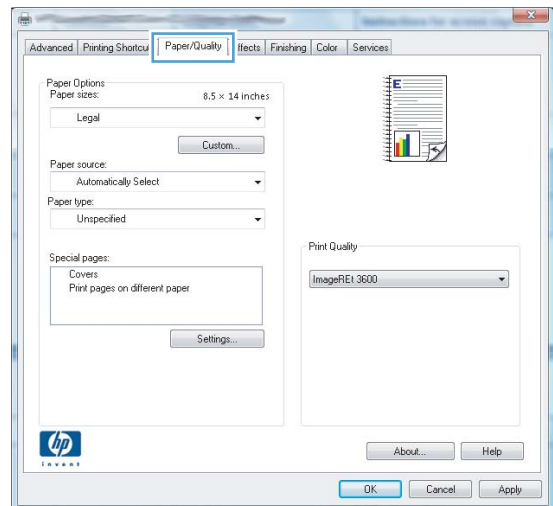 Advanced Printing Shortcu Paper/Quality ffects Finishing Color Services
Paper Options
Paper sizes: 8.5 × 14 inches
Legal
Custom...
Paper source:
Automatically Select
Paper type:
Unspecified
Special pages:
Covers
Print pages on different paper
Settings...
E
Print Quality
ImageREt 3600
hp
invent
About... Help
OK Cancel Apply